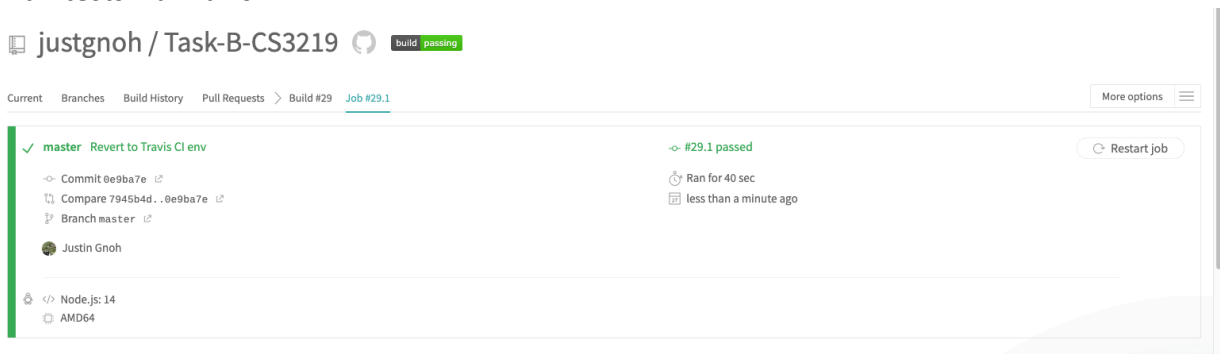 justgnoh / Task-B-CS3219 build passing
Current Branches Build History Pull Requests Build #29 Job #29.1 More options
master Revert to Travis CI env #29.1 passed Restart job
Commit 0e9ba7e Ran for 40 sec
Compare 7945b4d..0e9ba7e less than a minute ago
Branch master
Justin Gnoh
</> Node.js: 14
AMD64